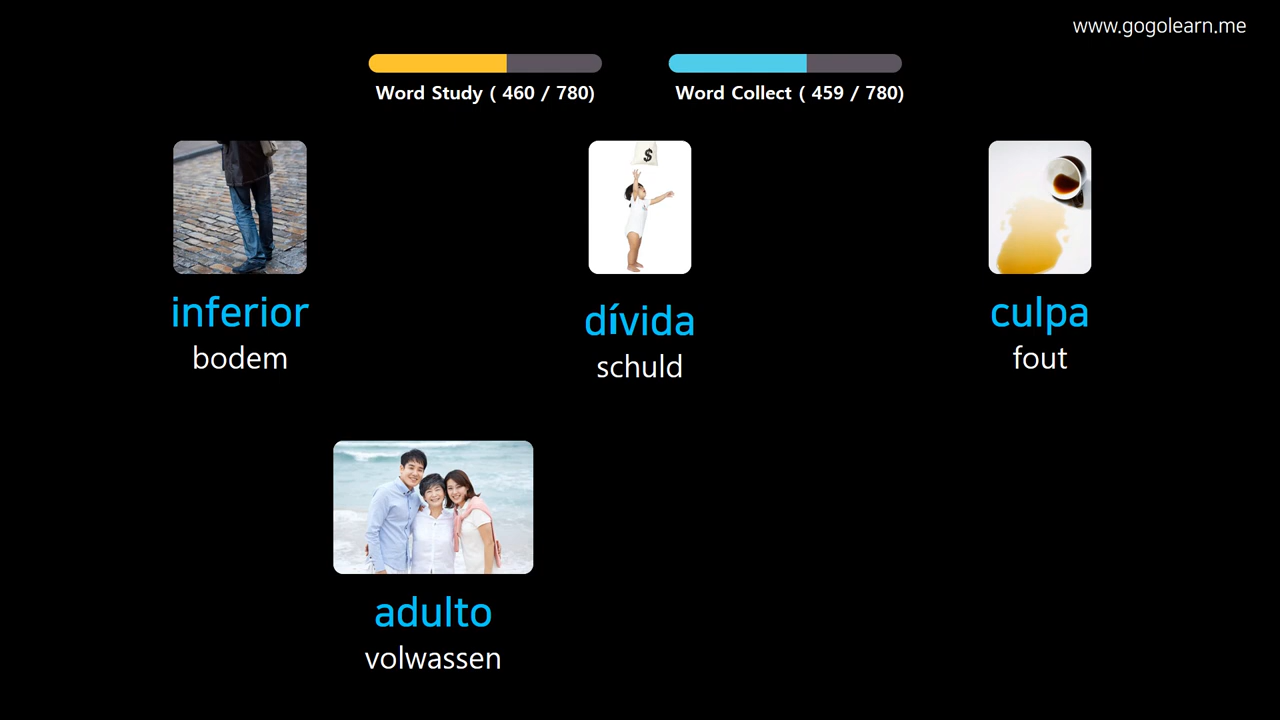 www.gogolearn.me
Word Study ( 460 / 780)
Word Collect ( 459 / 780)
$
inferior
bodem
dívida
schuld
culpa
fout
adulto
volwassen